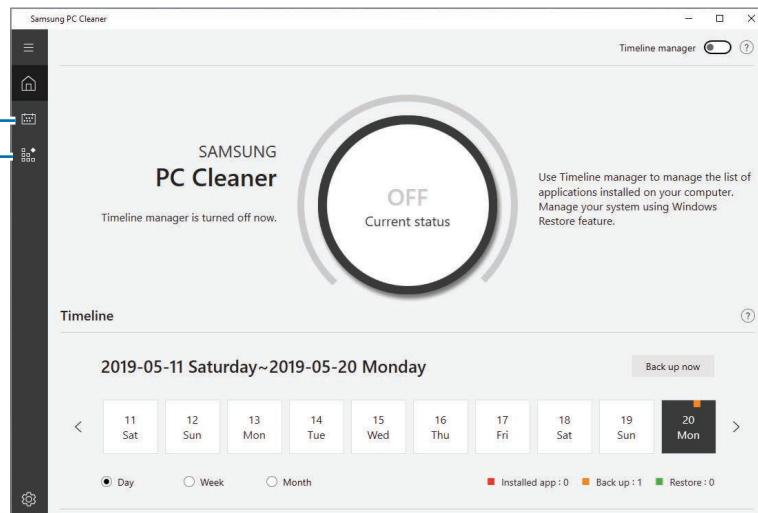 Samsung PC Cleaner
Timeline manager
?
SAMSUNG
PC Cleaner
Timeline manager is turned off now.
OFF
Current status
Use Timeline manager to manage the list of
applications installed on your computer.
Manage your system using Windows
Restore feature.
Timeline
?
2019-05-11 Saturday~2019-05-20 Monday
Back up now
11 12 13 14 15 16 17 18 19 20
Sat Sun Mon Tue Wed Thu Fri Sat Sun Mon
Day Week Month Installed app : 0 Back up : 1 Restore : 0